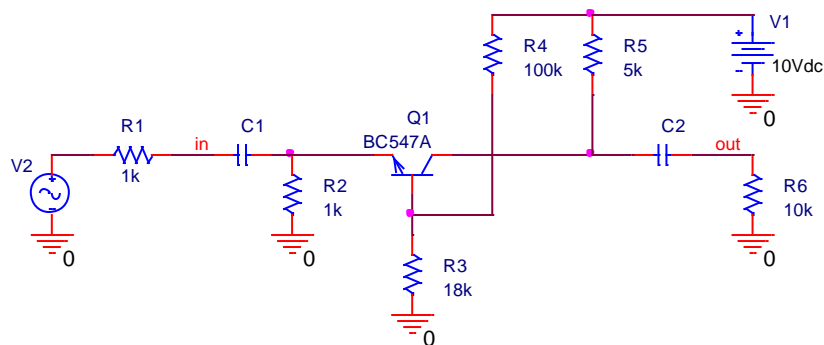 V1
R4
R5
100k
5k
10Vdc
Q1
0
C1
BC547A
C2
R1
in
out
V2
1k
R2
R6
1k
10k
0
0
R3
0
18k
0